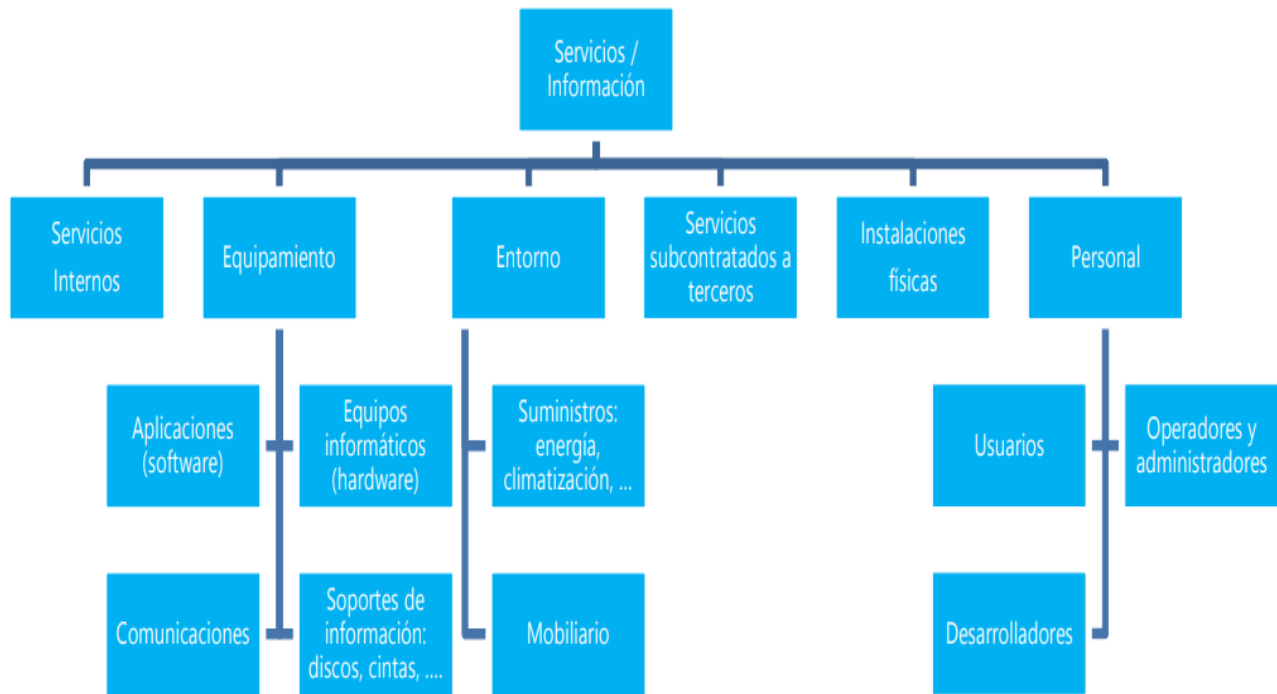 Servicios /
Información
Servicios
Internos
Equipamiento
Entorno
Servicios
subcontratados a
terceros
Instalaciones
físicas
Personal
Aplicaciones
(software)
Equipos
informáticos
(hardware)
Suministros:
energía,
climatización, ...
Usuarios
Operadores y
administradores
Comunicaciones
Soportes de
información:
discos, cintas, ....
Mobiliario
Desarrolladores